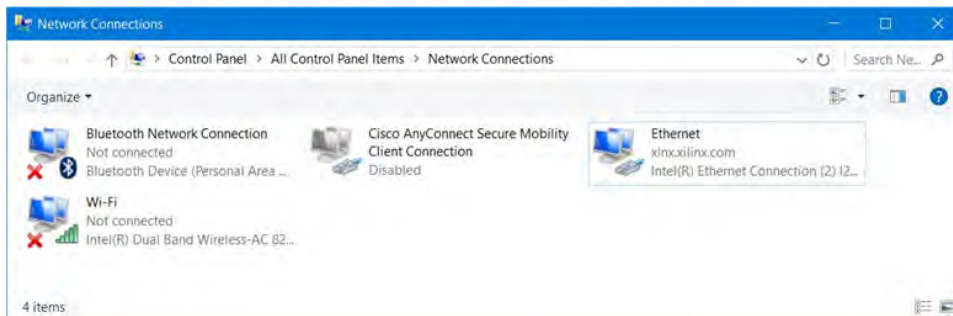 Network Connections
Control Panel > All Control Panel Items > Network Connections
Search Ne...
Organize
Bluetooth Network Connection
Not connected
Bluetooth Device (Personal Area ...
Cisco AnyConnect Secure Mobility
Client Connection
Disabled
Ethernet
xlnx.xilinx.com
Intel(R) Ethernet Connection (2) I2...
Wi-Fi
Not connected
Intel(R) Dual Band Wireless-AC 82...
4 items